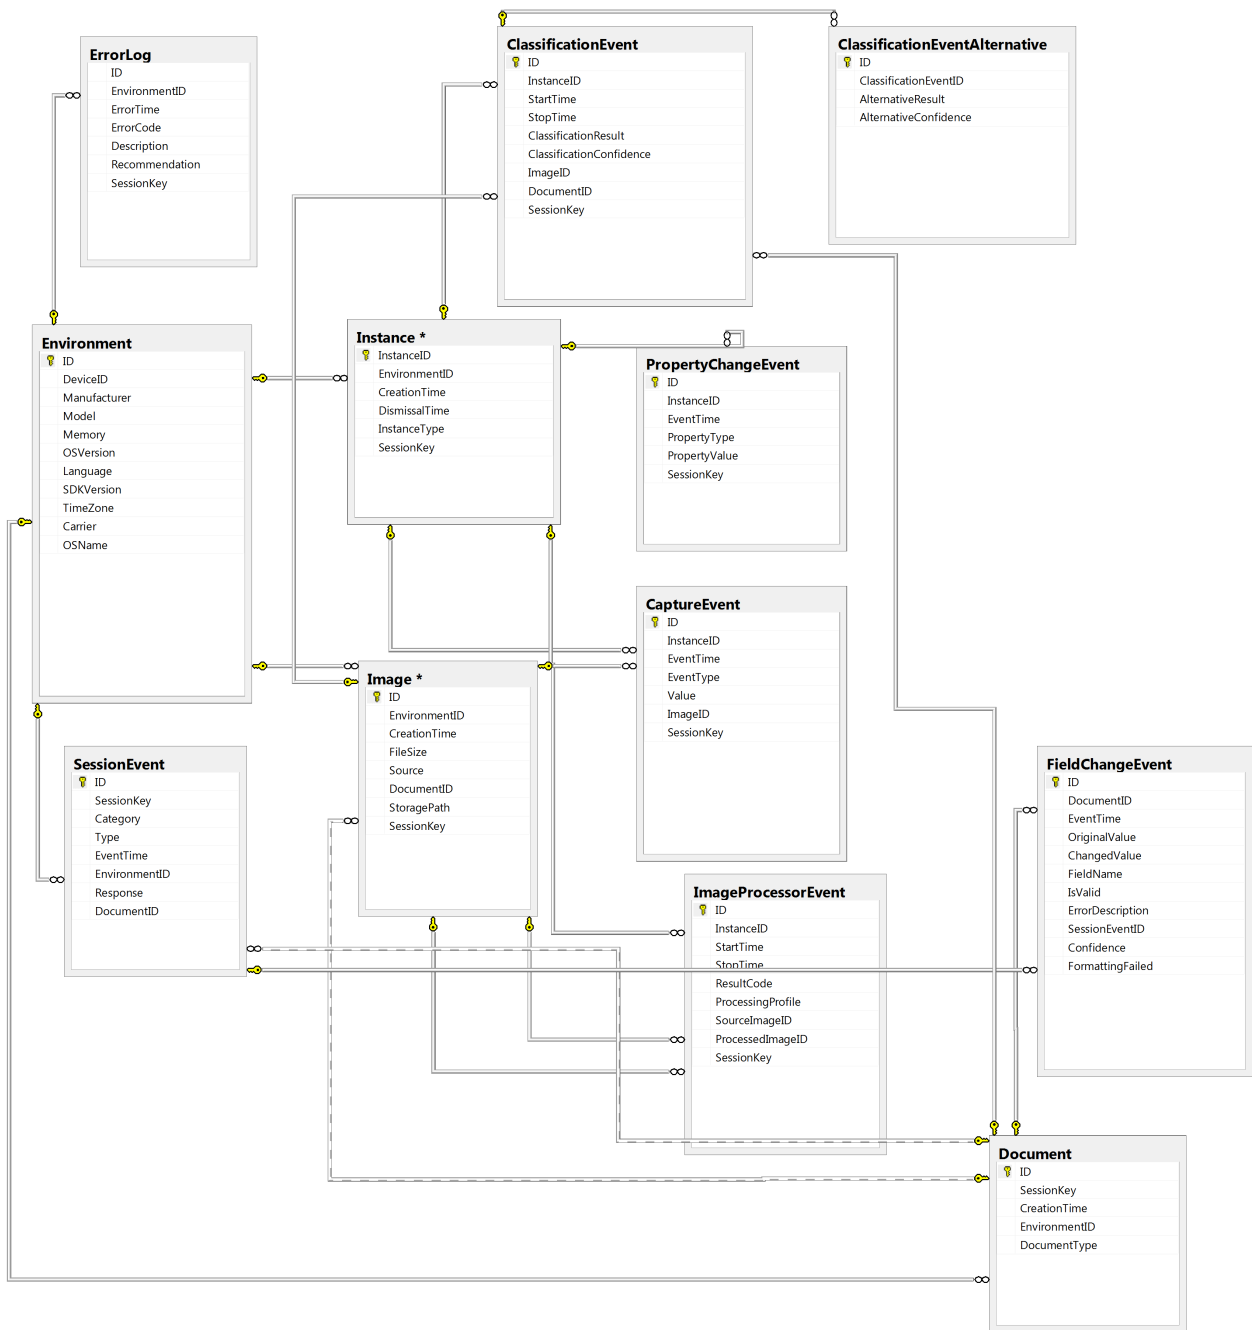 ErrorLog
ID
EnvironmentID
ErrorTime
ErrorCode
Description
Recommendation
SessionKey
ClassificationEvent
ID
InstanceID
StartTime
StopTime
ClassificationResult
ClassificationConfidence
ImageID
DocumentID
SessionKey
ClassificationEventAlternative
ID
ClassificationEventID
AlternativeResult
AlternativeConfidence
Environment
ID
DeviceID
Manufacturer
Model
Memory
OSVersion
Language
SDKVersion
TimeZone
Carrier
OSName
Instance *
InstanceID
EnvironmentID
CreationTime
DismissalTime
InstanceType
SessionKey
PropertyChangeEvent
ID
InstanceID
EventTime
PropertyType
PropertyValue
SessionKey
CaptureEvent
ID
InstanceID
EventTime
EventType
Value
ImageID
SessionKey
Image *
ID
EnvironmentID
CreationTime
FileSize
Source
DocumentID
StoragePath
SessionKey
SessionEvent
ID
SessionKey
Category
Type
EventTime
EnvironmentID
Response
DocumentID
FieldChangeEvent
ID
DocumentID
EventTime
OriginalValue
ChangedValue
FieldName
IsValid
ErrorDescription
SessionEventID
Confidence
FormattingFailed
ImageProcessorEvent
ID
InstanceID
StartTime
StopTime
ResultCode
ProcessingProfile
SourceImageID
ProcessedImageID
SessionKey
Document
ID
SessionKey
CreationTime
EnvironmentID
DocumentType